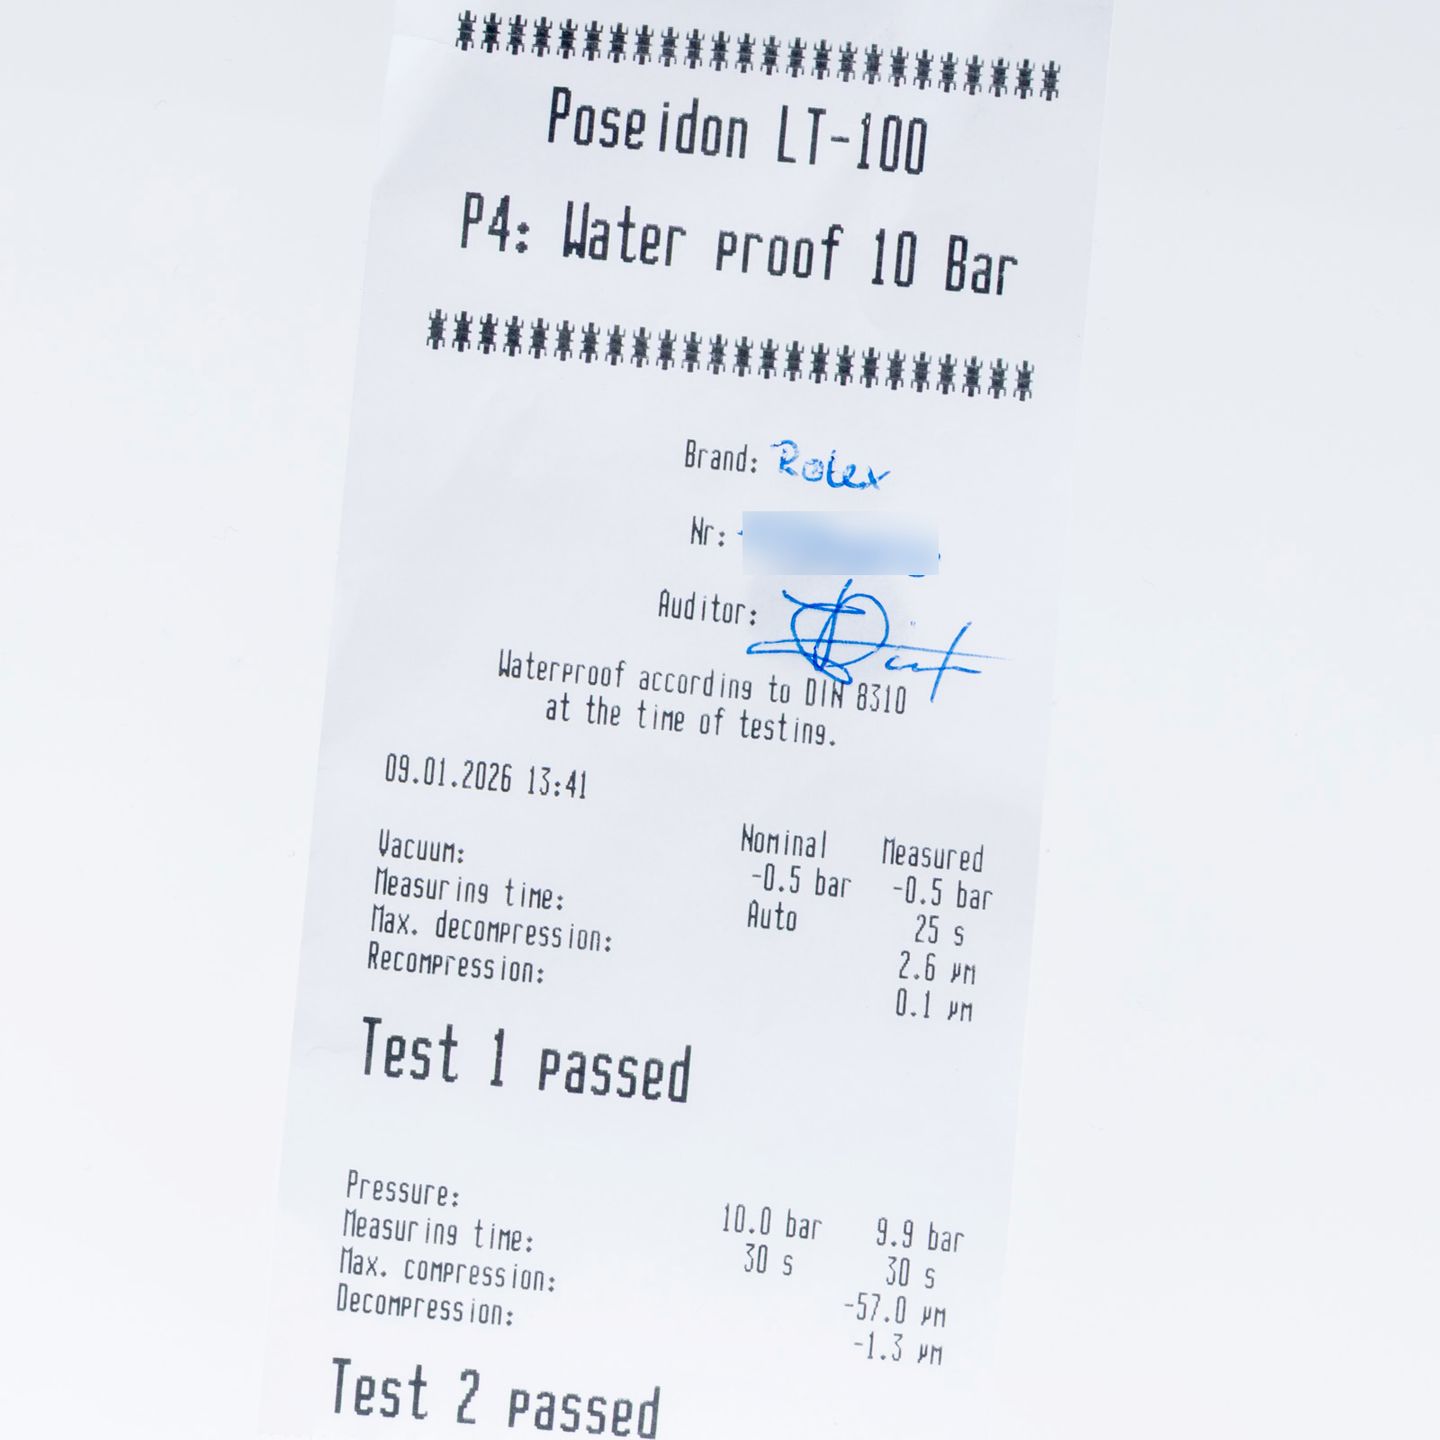 Poseidon LT-100
P4: Water proof 10 Bar
Brand: Rolex
Nr:
Auditor:
Waterproof according to DIN 8310
at the time of testing.
09.01.2026 13:41
Nominal Measured
Vacuum: -0.5 bar -0.5 bar
Measuring time: Auto 25 s
Max. decompression: 2.6 µm
Recompression: 0.1 µm
Test 1 passed
Pressure: 10.0 bar 9.9 bar
Measuring time: 30 s 30 s
Max. compression: -57.0 µm
Decompression: -1.3 µm
Test 2 passed